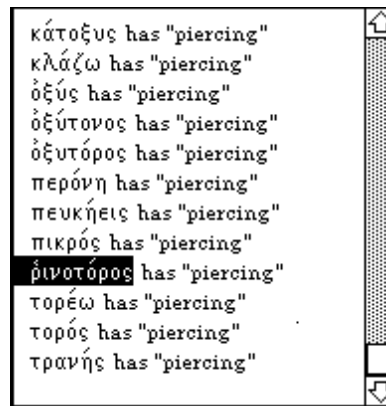 κάτοξυς has "piercing"
κλάζω has "piercing"
ὀξύς has "piercing"
ὀξύτονος has "piercing"
ὀξυτόρος has "piercing"
περόνη has "piercing"
πευκήεις has "piercing"
πικρός has "piercing"
ῥινοτόρος has "piercing"
τορέω has "piercing"
τορός has "piercing"
τρανής has "piercing"